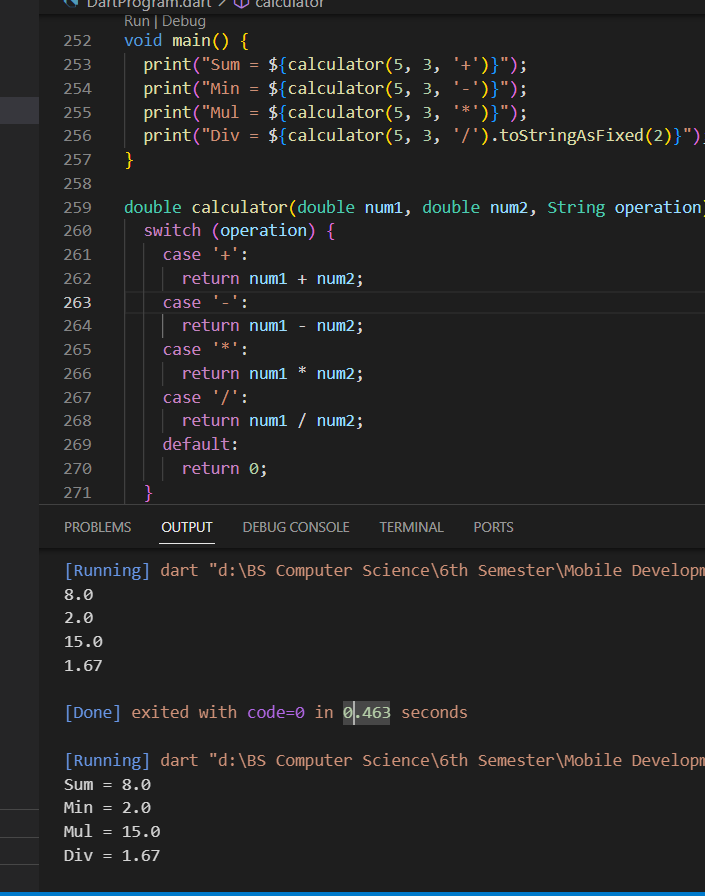 DartProgram.dart > calculator
Run | Debug
252 void main() {
253 print("Sum = ${calculator(5, 3, '+')}");
254 print("Min = ${calculator(5, 3, '-')}");
255 print("Mul = ${calculator(5, 3, '*')}");
256 print("Div = ${calculator(5, 3, '/').toStringAsFixed(2)}")
257 }
258
259 double calculator(double num1, double num2, String operation)
260 switch (operation) {
261 case '+':
262 return num1 + num2;
263 case '-':
264 return num1 - num2;
265 case '*':
266 return num1 * num2;
267 case '/':
268 return num1 / num2;
269 default:
270 return 0;
271 }
PROBLEMS OUTPUT DEBUG CONSOLE TERMINAL PORTS
[Running] dart "d:\BS Computer Science\6th Semester\Mobile Developm
8.0
2.0
15.0
1.67
[Done] exited with code=0 in 0.463 seconds
[Running] dart "d:\BS Computer Science\6th Semester\Mobile Developm
Sum = 8.0
Min = 2.0
Mul = 15.0
Div = 1.67